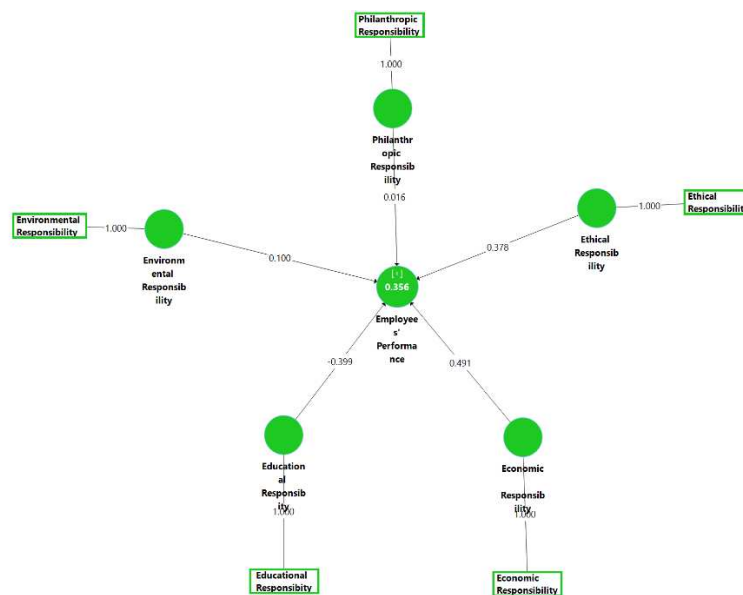 Philanthropic
Responsibility
1.000
Philanthr
opic
Responsib
ility
0.016
Environmental
Responsibility
1.000
Environm
ental
Responsib
ility
0.100
Ethical
Responsibility
1.000
Ethical
Responsib
ility
0.378
[+]
0.356
Employee
s'
Performa
nce
-0.399
0.491
Education
al
Responsib
ity
1.000
Educational
Responsibity
Economic
Responsib
ility
1.000
Economic
Responsibility